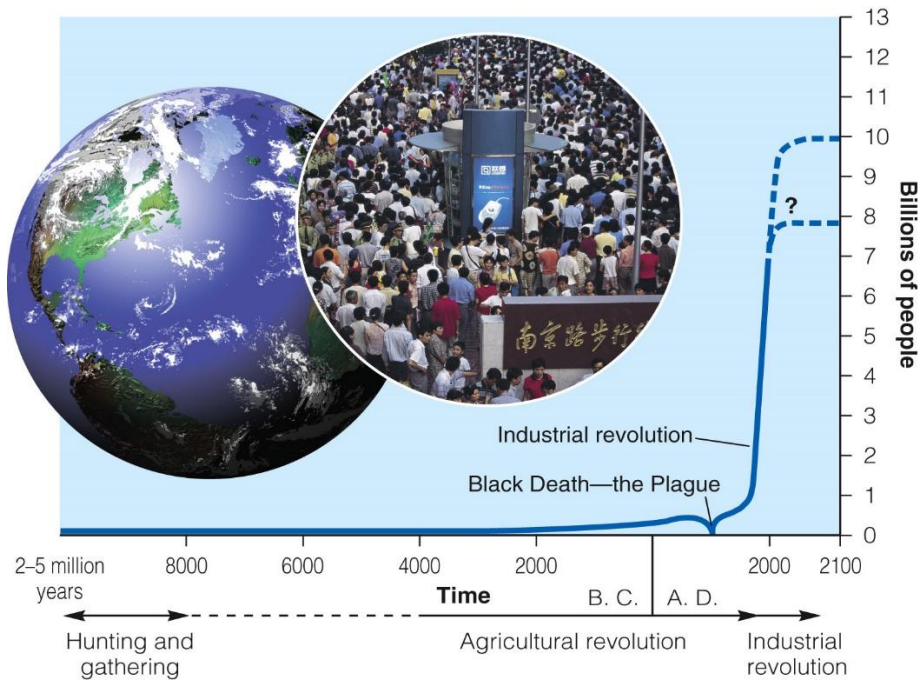 13
12
11
10
9
8
7
6
5
4
3
2
1
0
Billions of people
?
南京路步行
Industrial revolution
Black Death—the Plague
2–5 million
years
8000
6000
4000
2000
2000
2100
Time
B. C.
A. D.
Hunting and
gathering
Agricultural revolution
Industrial
revolution